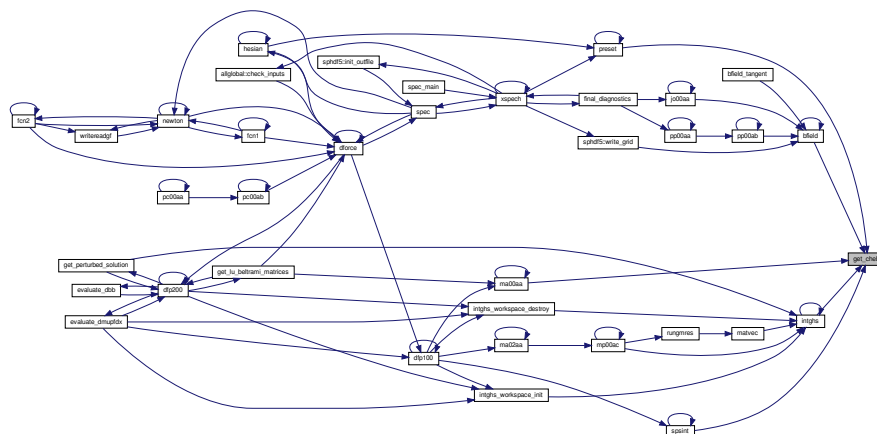 hesian
preset
allglobal::check_inputs
sphdf5::init_outfile
bfield_tangent
spec_main
xspech
final_diagnostics
jo00aa
spec
fcn2
newton
writereadgf
fcn1
pp00aa
pp00ab
bfield
sphdf5::write_grid
dforce
pc00aa
pc00ab
get_cheb
get_perturbed_solution
get_lu_beltrami_matrices
evaluate_dbb
dfp200
ma00aa
evaluate_dmupfdx
intghs_workspace_destroy
intghs
rungmres
matvec
ma02aa
mp00ac
dfp100
intghs_workspace_init
spsint